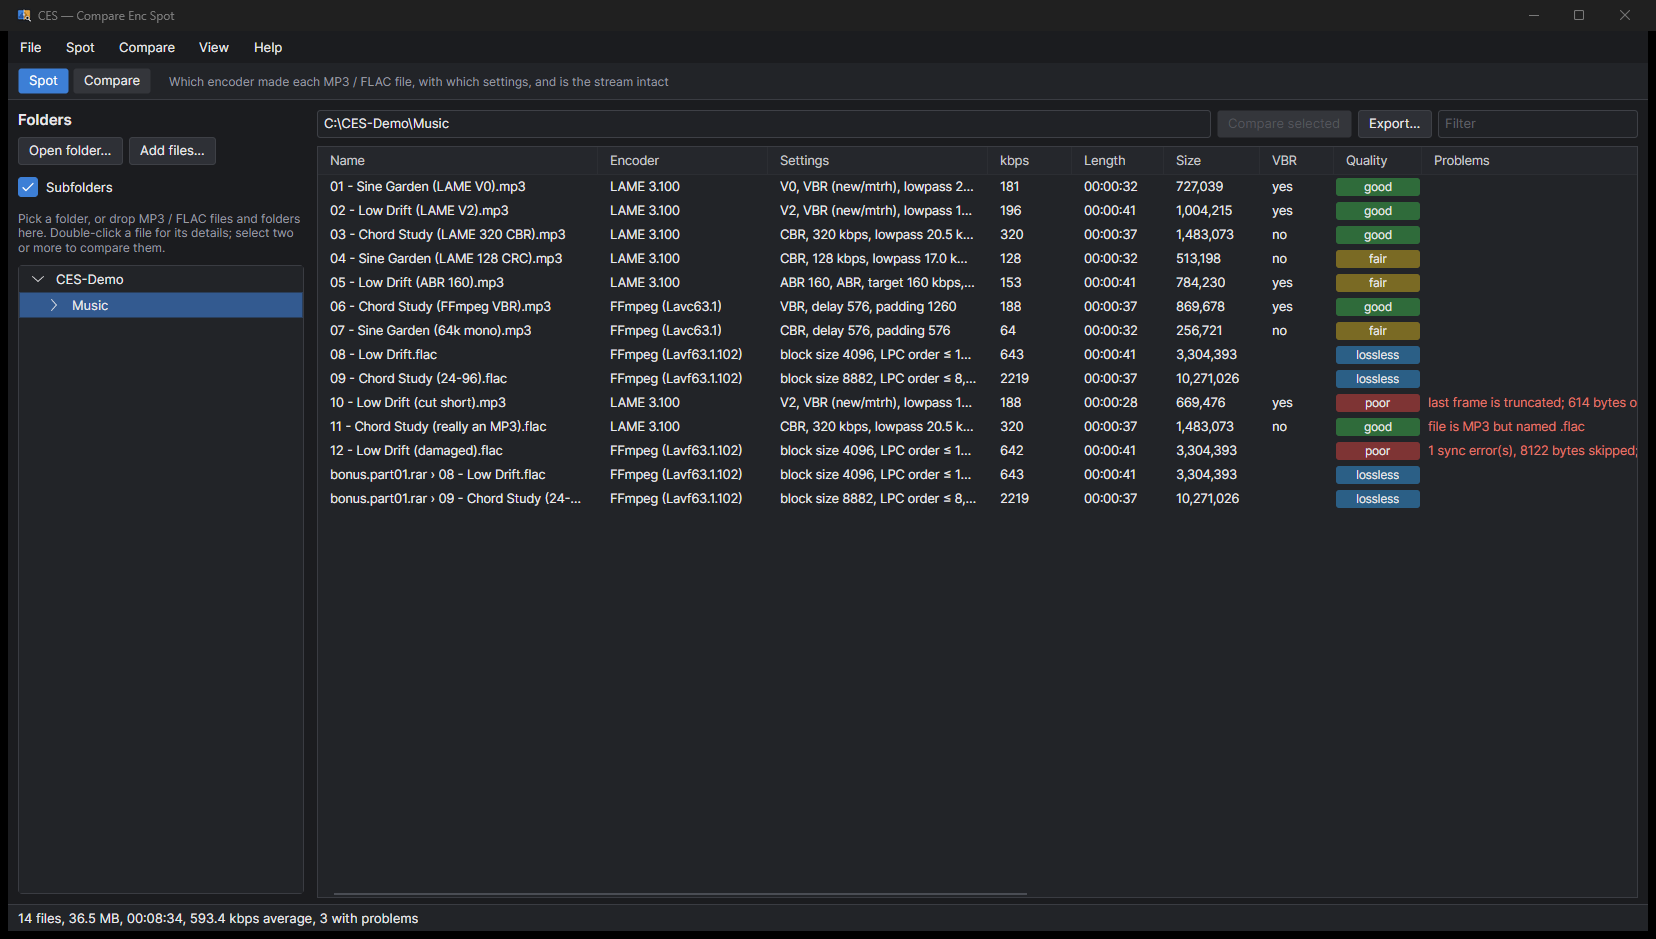 CES — Compare Enc Spot
File Spot Compare View Help
Spot Compare Which encoder made each MP3 / FLAC file, with which settings, and is the stream intact
Folders
Open folder... Add files...
Subfolders
Pick a folder, or drop MP3 / FLAC files and folders
here. Double-click a file for its details; select two
or more to compare them.
CES-Demo
Music
C:\CES-Demo\Music Compare selected Export... Filter
Name Encoder Settings kbps Length Size VBR Quality Problems
01 - Sine Garden (LAME V0).mp3 LAME 3.100 V0, VBR (new/mtrh), lowpass 2... 181 00:00:32 727,039 yes good
02 - Low Drift (LAME V2).mp3 LAME 3.100 V2, VBR (new/mtrh), lowpass 1... 196 00:00:41 1,004,215 yes good
03 - Chord Study (LAME 320 CBR).mp3 LAME 3.100 CBR, 320 kbps, lowpass 20.5 k... 320 00:00:37 1,483,073 no good
04 - Sine Garden (LAME 128 CRC).mp3 LAME 3.100 CBR, 128 kbps, lowpass 17.0 k... 128 00:00:32 513,198 no fair
05 - Low Drift (ABR 160).mp3 LAME 3.100 ABR 160, ABR, target 160 kbps,... 153 00:00:41 784,230 yes fair
06 - Chord Study (FFmpeg VBR).mp3 FFmpeg (Lavc63.1) VBR, delay 576, padding 1260 188 00:00:37 869,678 yes good
07 - Sine Garden (64k mono).mp3 FFmpeg (Lavc63.1) CBR, delay 576, padding 576 64 00:00:32 256,721 no fair
08 - Low Drift.flac FFmpeg (Lavf63.1.102) block size 4096, LPC order ≤ 1... 643 00:00:41 3,304,393 lossless
09 - Chord Study (24-96).flac FFmpeg (Lavf63.1.102) block size 8882, LPC order ≤ 8,... 2219 00:00:37 10,271,026 lossless
10 - Low Drift (cut short).mp3 LAME 3.100 V2, VBR (new/mtrh), lowpass 1... 188 00:00:28 669,476 yes poor last frame is truncated; 614 bytes o
11 - Chord Study (really an MP3).flac LAME 3.100 CBR, 320 kbps, lowpass 20.5 k... 320 00:00:37 1,483,073 no good file is MP3 but named .flac
12 - Low Drift (damaged).flac FFmpeg (Lavf63.1.102) block size 4096, LPC order ≤ 1... 642 00:00:41 3,304,393 poor 1 sync error(s), 8122 bytes skipped;
bonus.part01.rar › 08 - Low Drift.flac FFmpeg (Lavf63.1.102) block size 4096, LPC order ≤ 1... 643 00:00:41 3,304,393 lossless
bonus.part01.rar › 09 - Chord Study (24-... FFmpeg (Lavf63.1.102) block size 8882, LPC order ≤ 8,... 2219 00:00:37 10,271,026 lossless
14 files, 36.5 MB, 00:08:34, 593.4 kbps average, 3 with problems